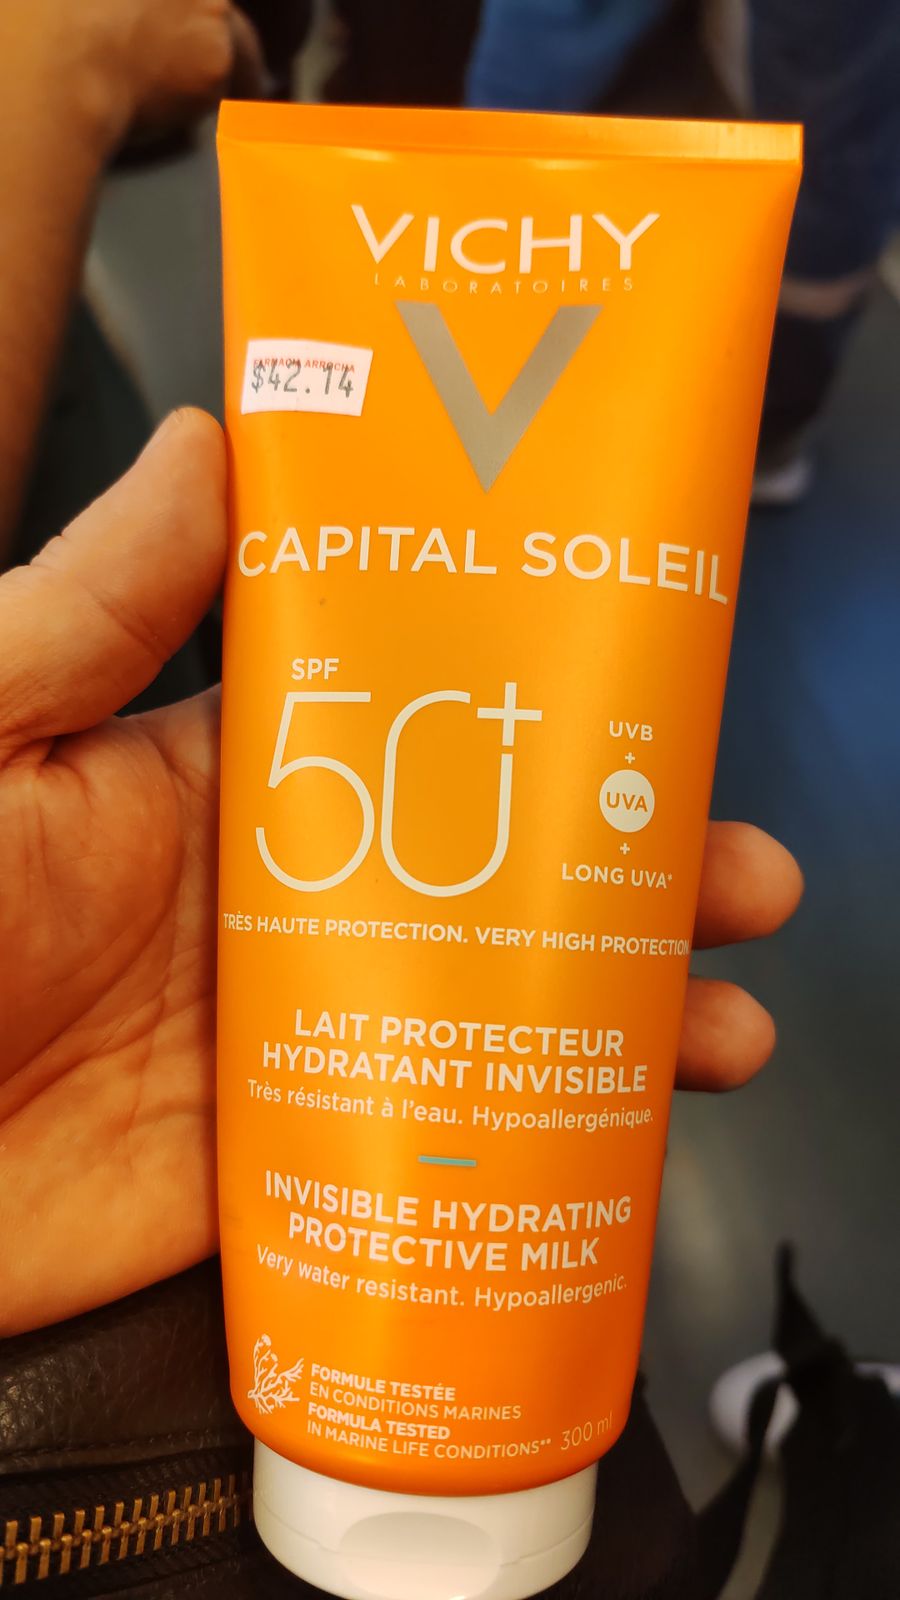 VICHY
LABORATOIRES
FARMACIA ARROCHA
$42.14
CAPITAL SOLEIL
SPF
50+
UVB
+
UVA
+
LONG UVA*
TRÈS HAUTE PROTECTION. VERY HIGH PROTECTION
LAIT PROTECTEUR
HYDRATANT INVISIBLE
Très résistant à l'eau. Hypoallergénique.
INVISIBLE HYDRATING
PROTECTIVE MILK
Very water resistant. Hypoallergenic.
FORMULE TESTÉE
EN CONDITIONS MARINES
FORMULA TESTED
IN MARINE LIFE CONDITIONS**
300 ml